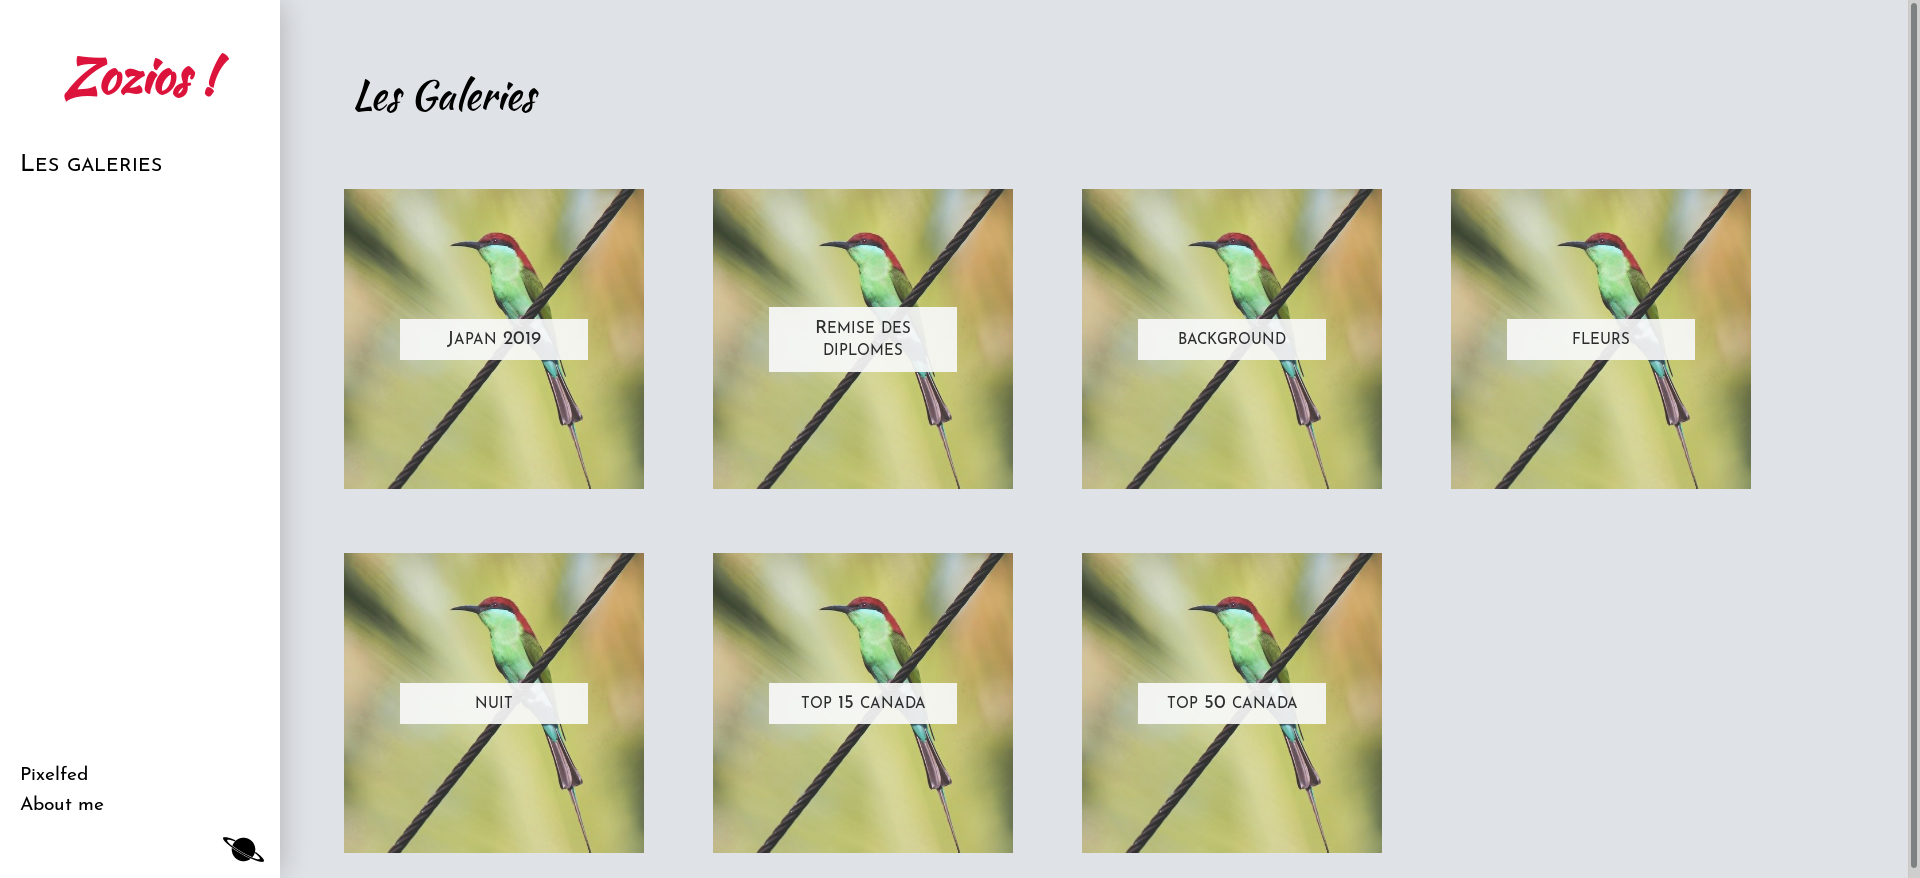 Zozios !
Les galeries
Les Galeries
Japan 2019
Remise des
diplomes
background
fleurs
nuit
top 15 canada
top 50 canada
Pixelfed
About me